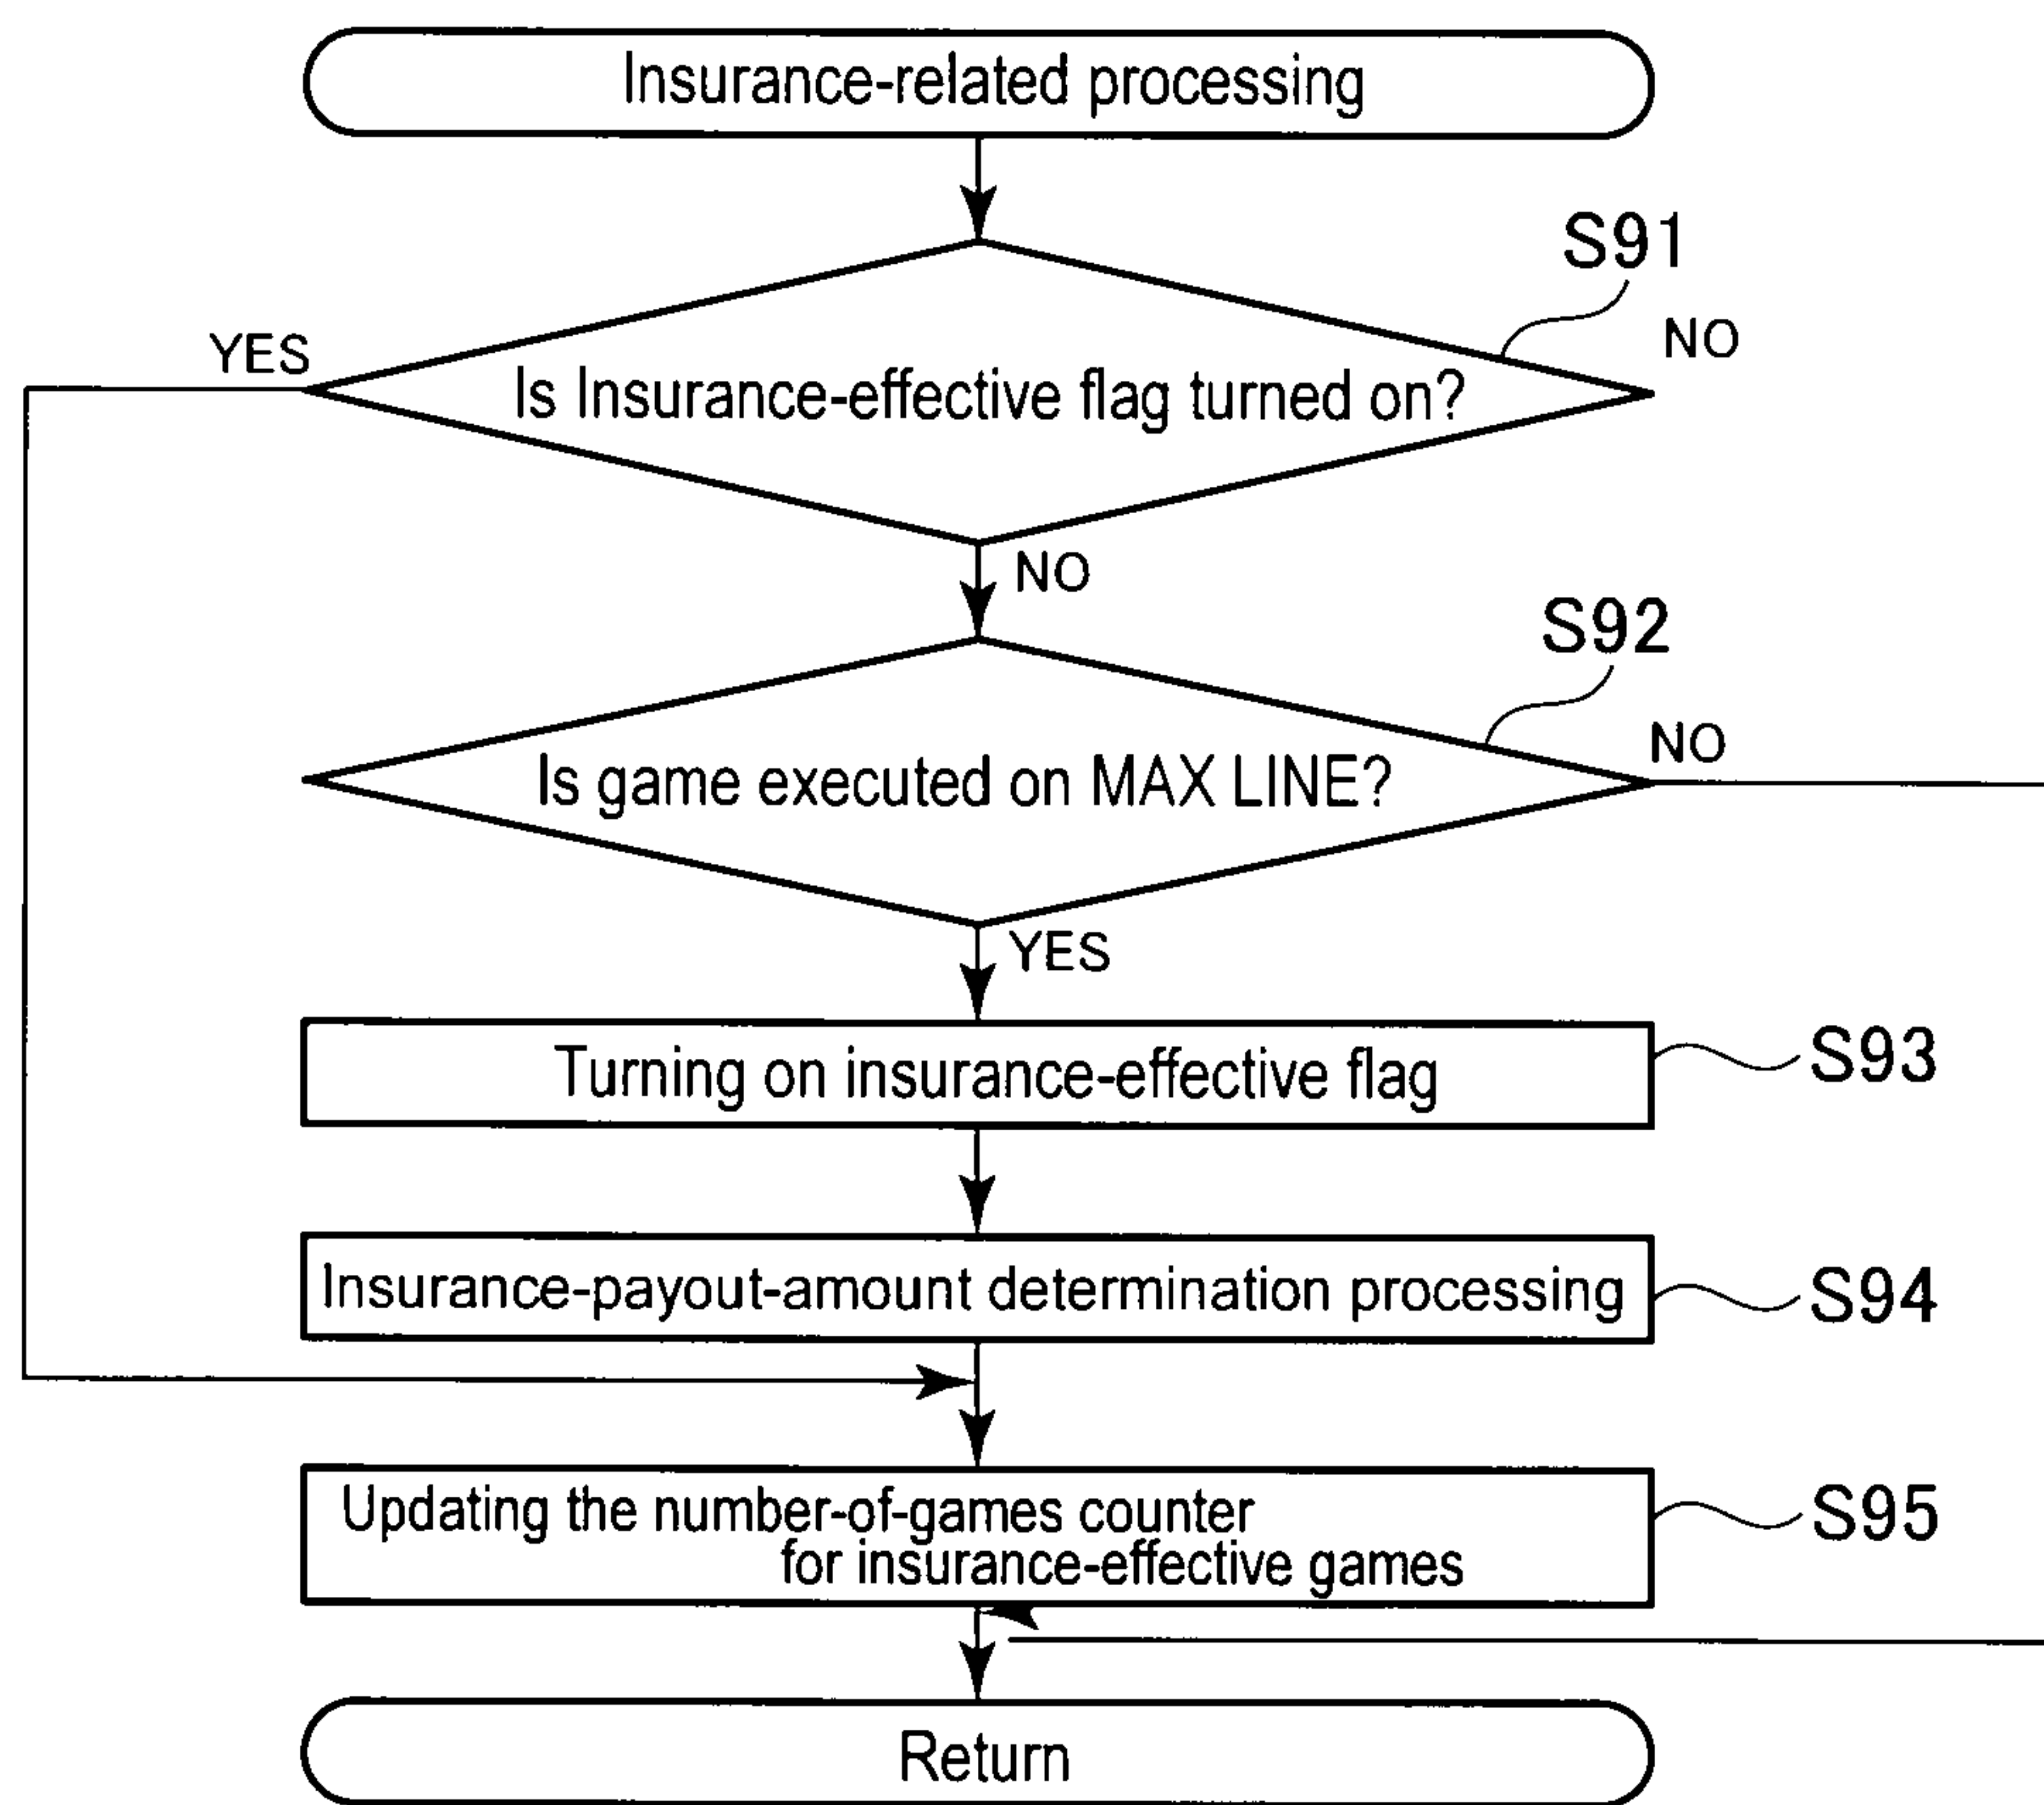 Insurance-related processing
S91
YES
NO
Is Insurance-effective flag turned on?
NO
S92
NO
Is game executed on MAX LINE?
YES
Turning on insurance-effective flag
S93
Insurance-payout-amount determination processing
S94
Updating the number-of-games counter
for insurance-effective games
S95
Return